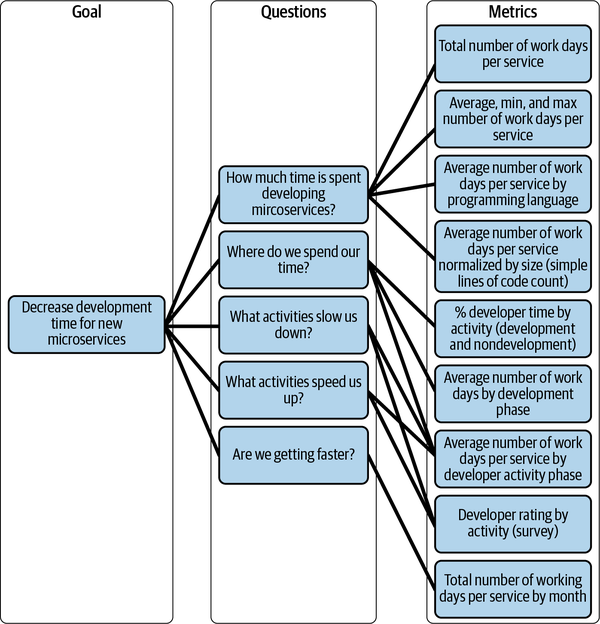 Goal
Questions
Metrics
Decrease development
time for new
microservices
How much time is spent
developing
mircoservices?
Where do we spend our
time?
What activities slow us
down?
What activities speed us
up?
Are we getting faster?
Total number of work days
per service
Average, min, and max
number of work days per
service
Average number of work
days per service by
programming language
Average number of work
days per service
normalized by size (simple
lines of code count)
% developer time by
activity (development
and nondevelopment)
Average number of work
days by development
phase
Average number of work
days per service by
developer activity phase
Developer rating by
activity (survey)
Total number of working
days per service by month